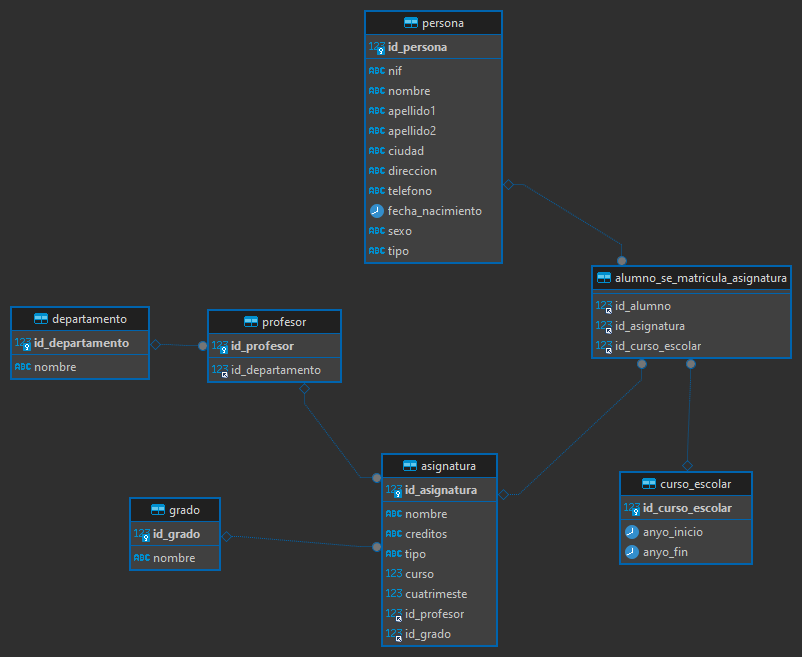 persona
123 id_persona
ABC nif
ABC nombre
ABC apellido1
ABC apellido2
ABC ciudad
ABC direccion
ABC telefono
fecha_nacimiento
ABC sexo
ABC tipo
alumno_se_matricula_asignatura
123 id_alumno
123 id_asignatura
123 id_curso_escolar
departamento
123 id_departamento
ABC nombre
profesor
123 id_profesor
123 id_departamento
asignatura
123 id_asignatura
ABC nombre
ABC creditos
ABC tipo
123 curso
123 cuatrimeste
123 id_profesor
123 id_grado
grado
123 id_grado
ABC nombre
curso_escolar
123 id_curso_escolar
anyo_inicio
anyo_fin